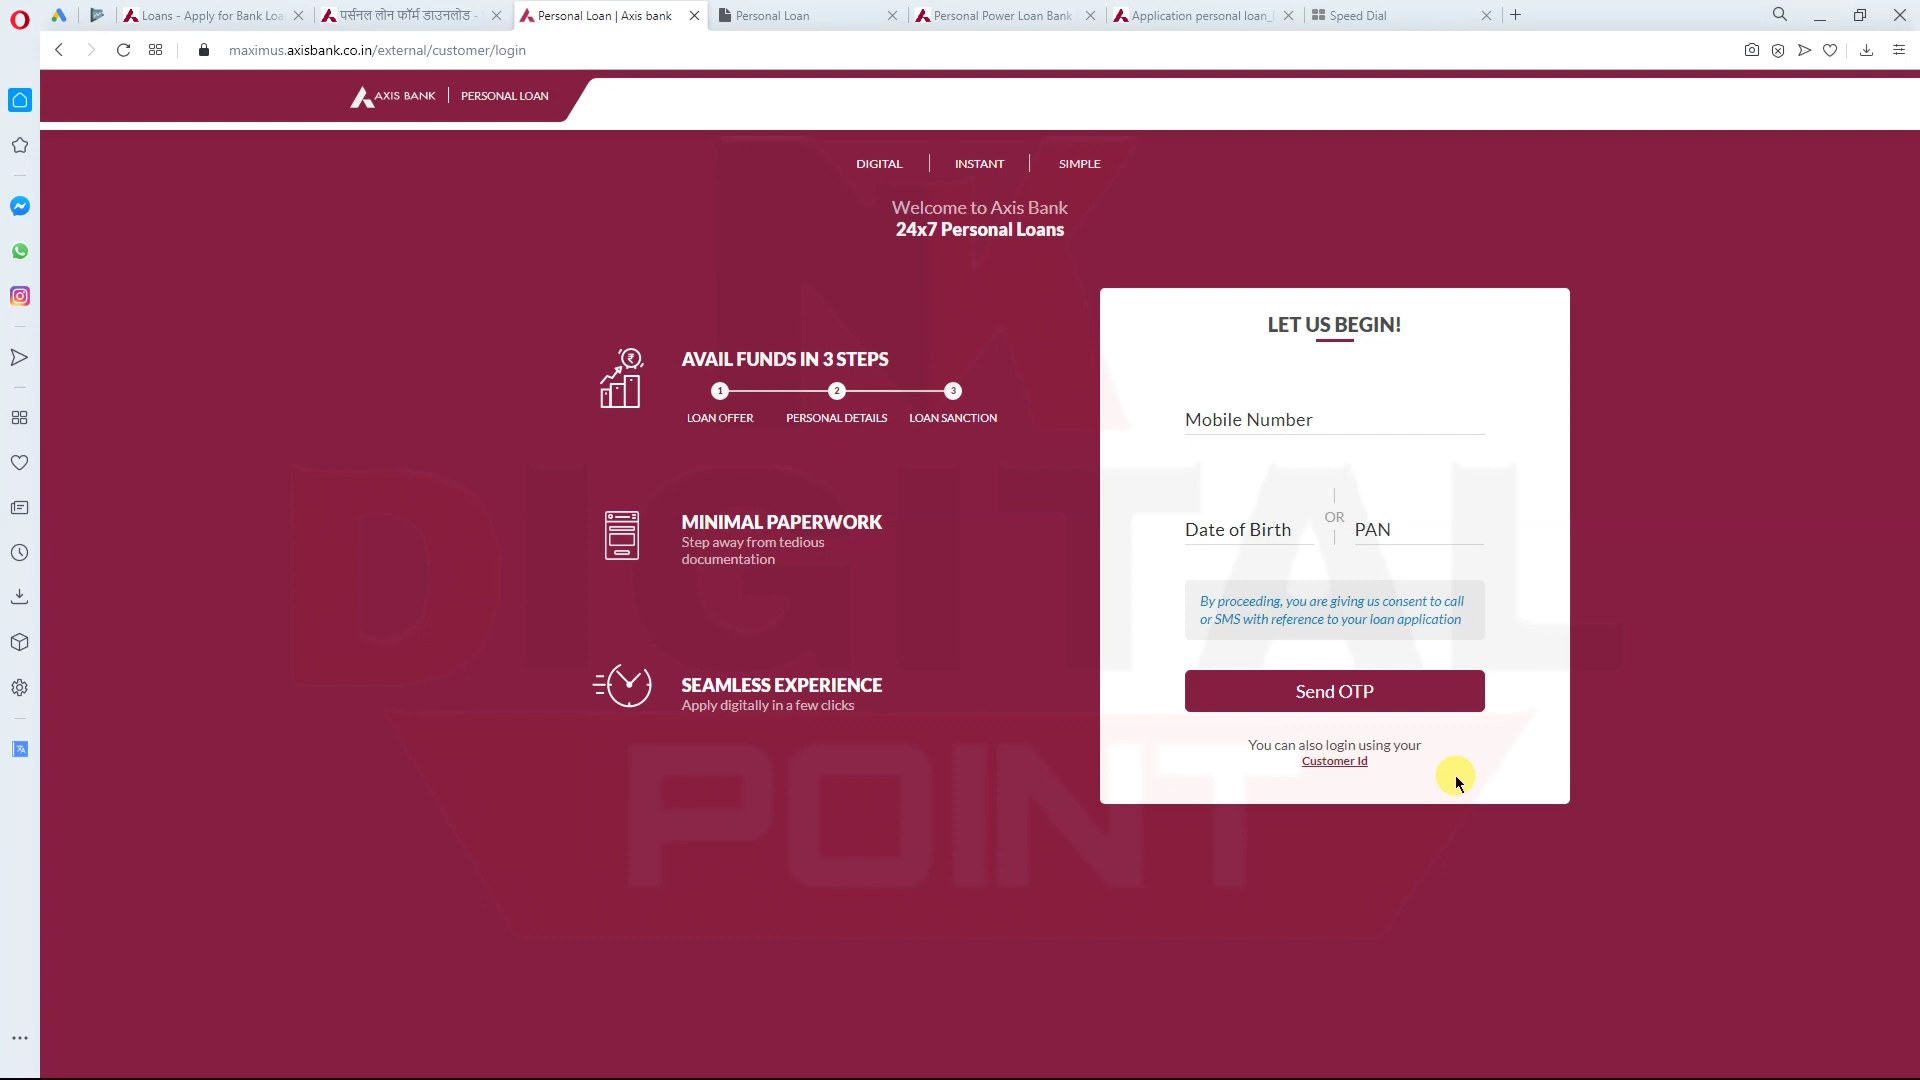 Loans - Apply for Bank Loa
पर्सनल लोन फॉर्म डाउनलोड -
Personal Loan | Axis bank
Personal Loan
Personal Power Loan Bank
Application personal loan_
Speed Dial
maximus.axisbank.co.in/external/customer/login
AXIS BANK
PERSONAL LOAN
DIGITAL
INSTANT
SIMPLE
Welcome to Axis Bank
24x7 Personal Loans
AVAIL FUNDS IN 3 STEPS
1
2
3
LOAN OFFER
PERSONAL DETAILS
LOAN SANCTION
MINIMAL PAPERWORK
Step away from tedious
documentation
SEAMLESS EXPERIENCE
Apply digitally in a few clicks
LET US BEGIN!
Mobile Number
Date of Birth
OR
PAN
By proceeding, you are giving us consent to call
or SMS with reference to your loan application
Send OTP
You can also login using your
Customer Id
DIGITAL
POINT